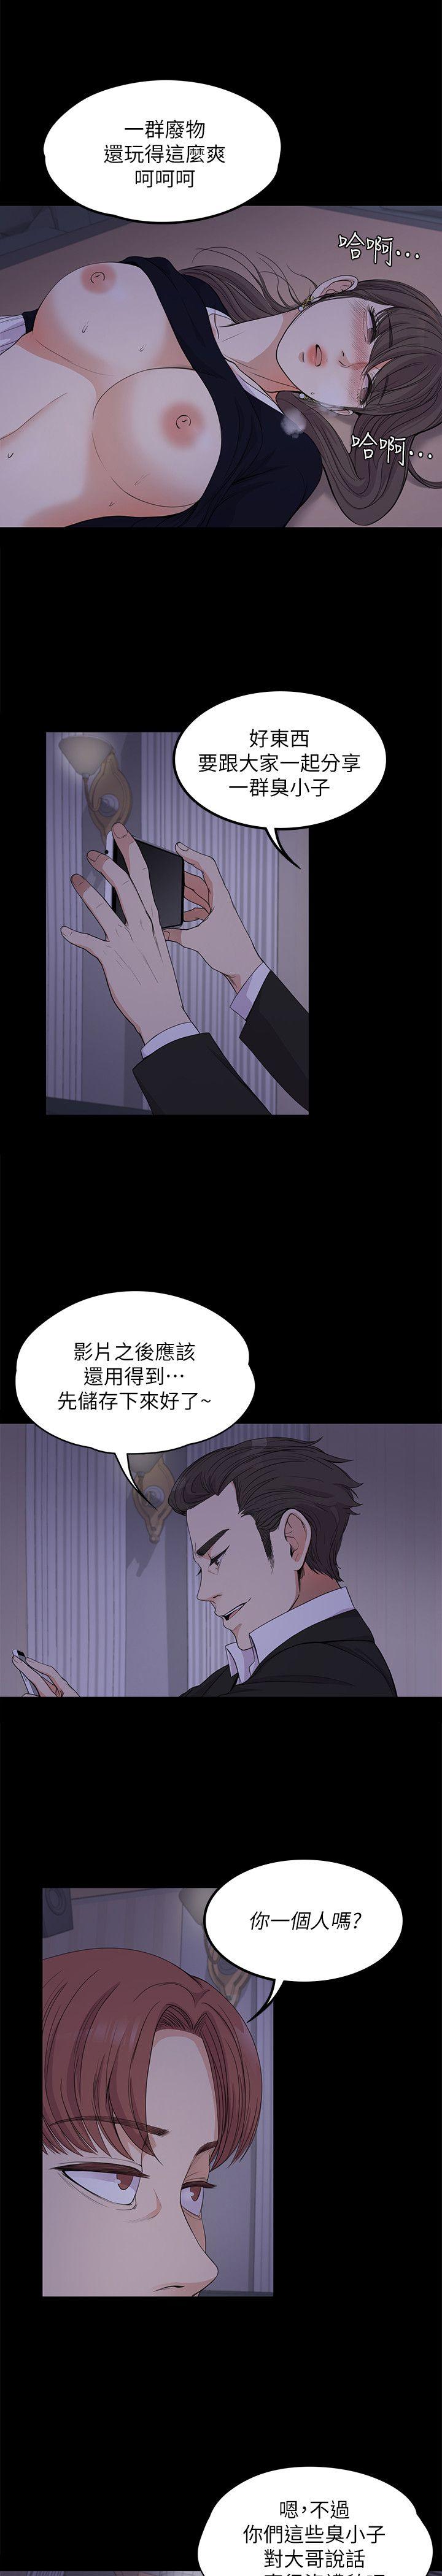 一群廢物
還玩得這麼爽
呵呵呵
哈啊…
哈啊…
好東西
要跟大家一起分享
一群臭小子
影片之後應該
還用得到…
先儲存下來好了~
你一個人嗎?
嗯,不過
你們這些臭小子
對大哥說話